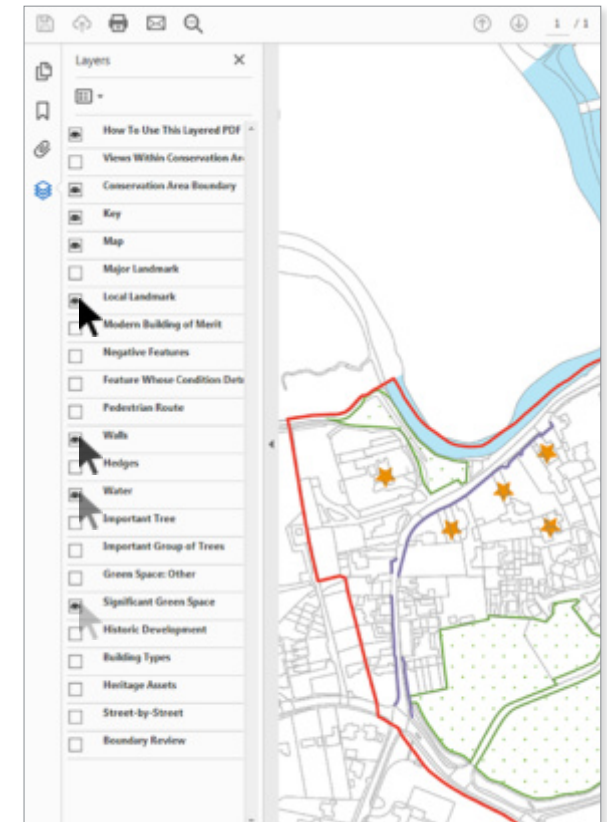 1 / 1
Layers
How To Use This Layered PDF
Views Within Conservation Are
Conservation Area Boundary
Key
Map
Major Landmark
Local Landmark
Modern Building of Merit
Negative Features
Feature Whose Condition Detr
Pedestrian Route
Walls
Hedges
Water
Important Tree
Important Group of Trees
Green Space: Other
Significant Green Space
Historic Development
Building Types
Heritage Assets
Street-by-Street
Boundary Review